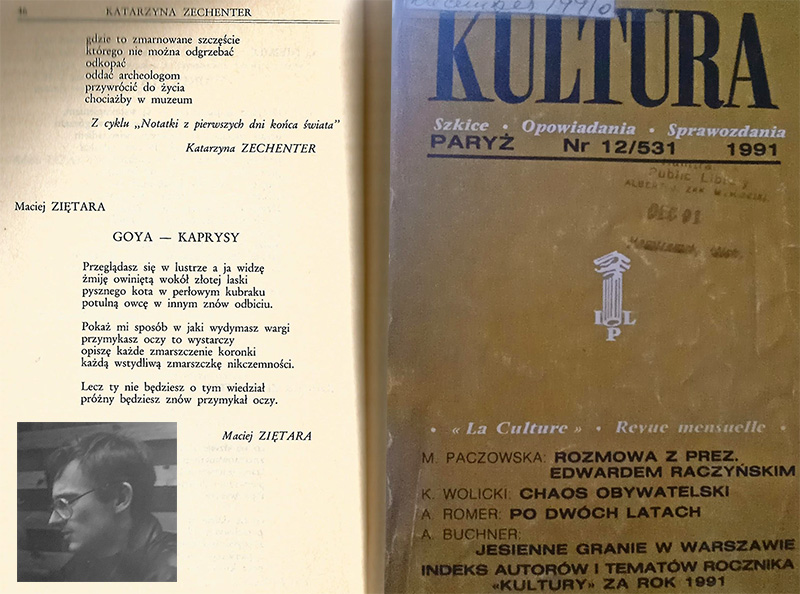 46 KATARZYNA ZECHENTER
gdzie to zmarnowane szczęście
którego nie można odgrzebać
odkopać
oddać archeologom
przywrócić do życia
chociażby w muzeum
Z cyklu „Notatki z pierwszych dni końca świata”
Katarzyna ZECHENTER
Maciej ZIĘTARA
GOYA — KAPRYSY
Przeglądasz się w lustrze a ja widzę
żmiję owiniętą wokół złotej laski
pysznego kota w perłowym kubraku
potulną owcę w innym znów odbiciu.
Pokaż mi sposób w jaki wydymasz wargi
przymykasz oczy to wystarczy
opiszę każde zmarszczenie koronki
każdą wstydliwą zmarszczkę nikczemności.
Lecz ty nie będziesz o tym wiedział
próżny będziesz znów przymykał oczy.
Maciej ZIĘTARA
KULTURA
Szkice • Opowiadania • Sprawozdania
PARYŻ Nr 12/531 1991
Public Library
DEC 91
I L
P
• « La Culture » • Revue mensuelle •
M. PACZOWSKA: ROZMOWA Z PREZ.
EDWARDEM RACZYŃSKIM
K. WOLICKI: CHAOS OBYWATELSKI
A. ROMER: PO DWÓCH LATACH
A. BUCHNER:
JESIENNE GRANIE W WARSZAWIE
INDEKS AUTORÓW I TEMATÓW ROCZNIKA
«KULTURY» ZA ROK 1991